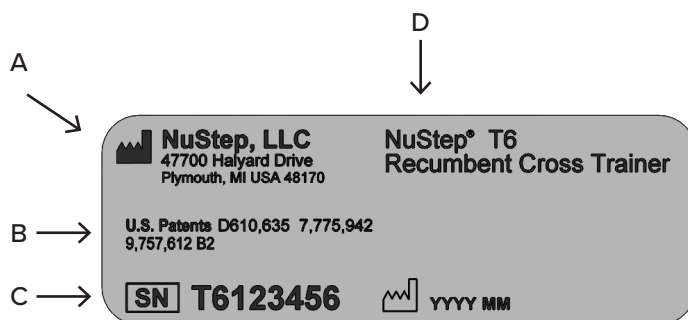 D
A
NuStep, LLC
47700 Halyard Drive
Plymouth, MI USA 48170
NuStep® T6
Recumbent Cross Trainer
B
U.S. Patents D610,635 7,775,942
9,757,612 B2
C
SN T6123456
YYYY MM